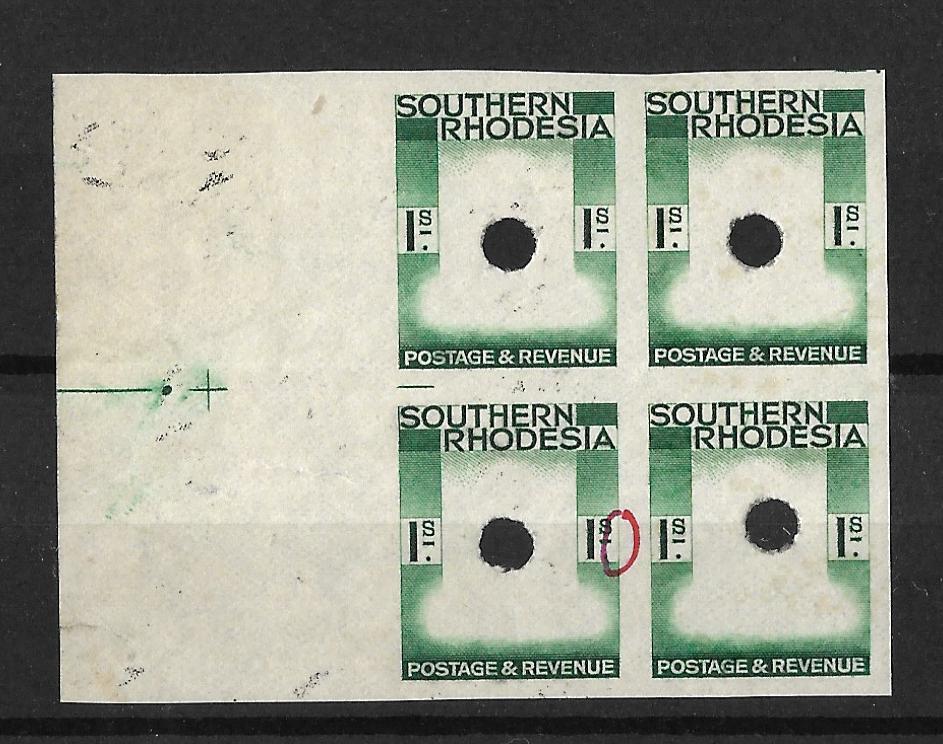 SOUTHERN
RHODESIA
1s. 1s.
POSTAGE & REVENUE
SOUTHERN
RHODESIA
1s. 1s.
POSTAGE & REVENUE
SOUTHERN
RHODESIA
1s. 1s.
POSTAGE & REVENUE
SOUTHERN
RHODESIA
1s. 1s.
POSTAGE & REVENUE